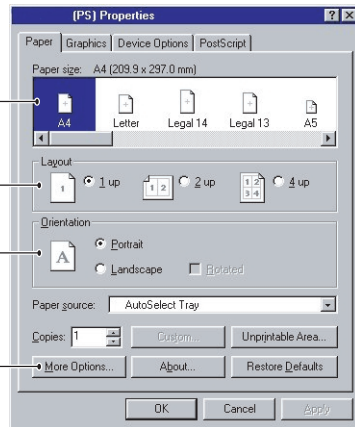 (PS) Properties
Paper Graphics Device Options PostScript
Paper size: A4 (209.9 x 297.0 mm)
A4 Letter Legal 14 Legal 13 A5
Layout
1 1 up 1 2 2 up 1 2 3 4 4 up
Orientation
A Portrait
Landscape Rotated
Paper source: AutoSelect Tray
Copies: 1 Custom... Unprintable Area...
More Options... About... Restore Defaults
OK Cancel Apply